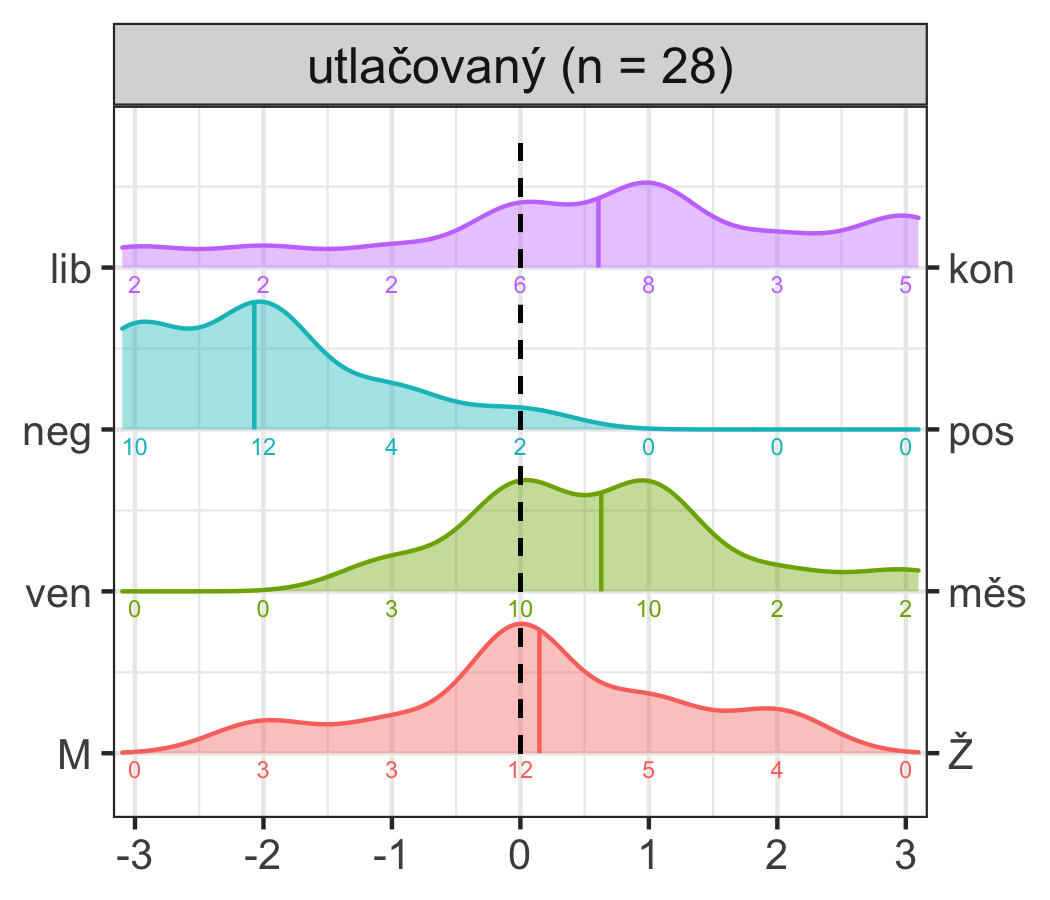 utlačovaný (n = 28)
lib kon
2 2 2 6 8 3 5
neg pos
10 12 4 2 0 0 0
ven měs
0 0 3 10 10 2 2
M Ž
0 3 3 12 5 4 0
-3 -2 -1 0 1 2 3